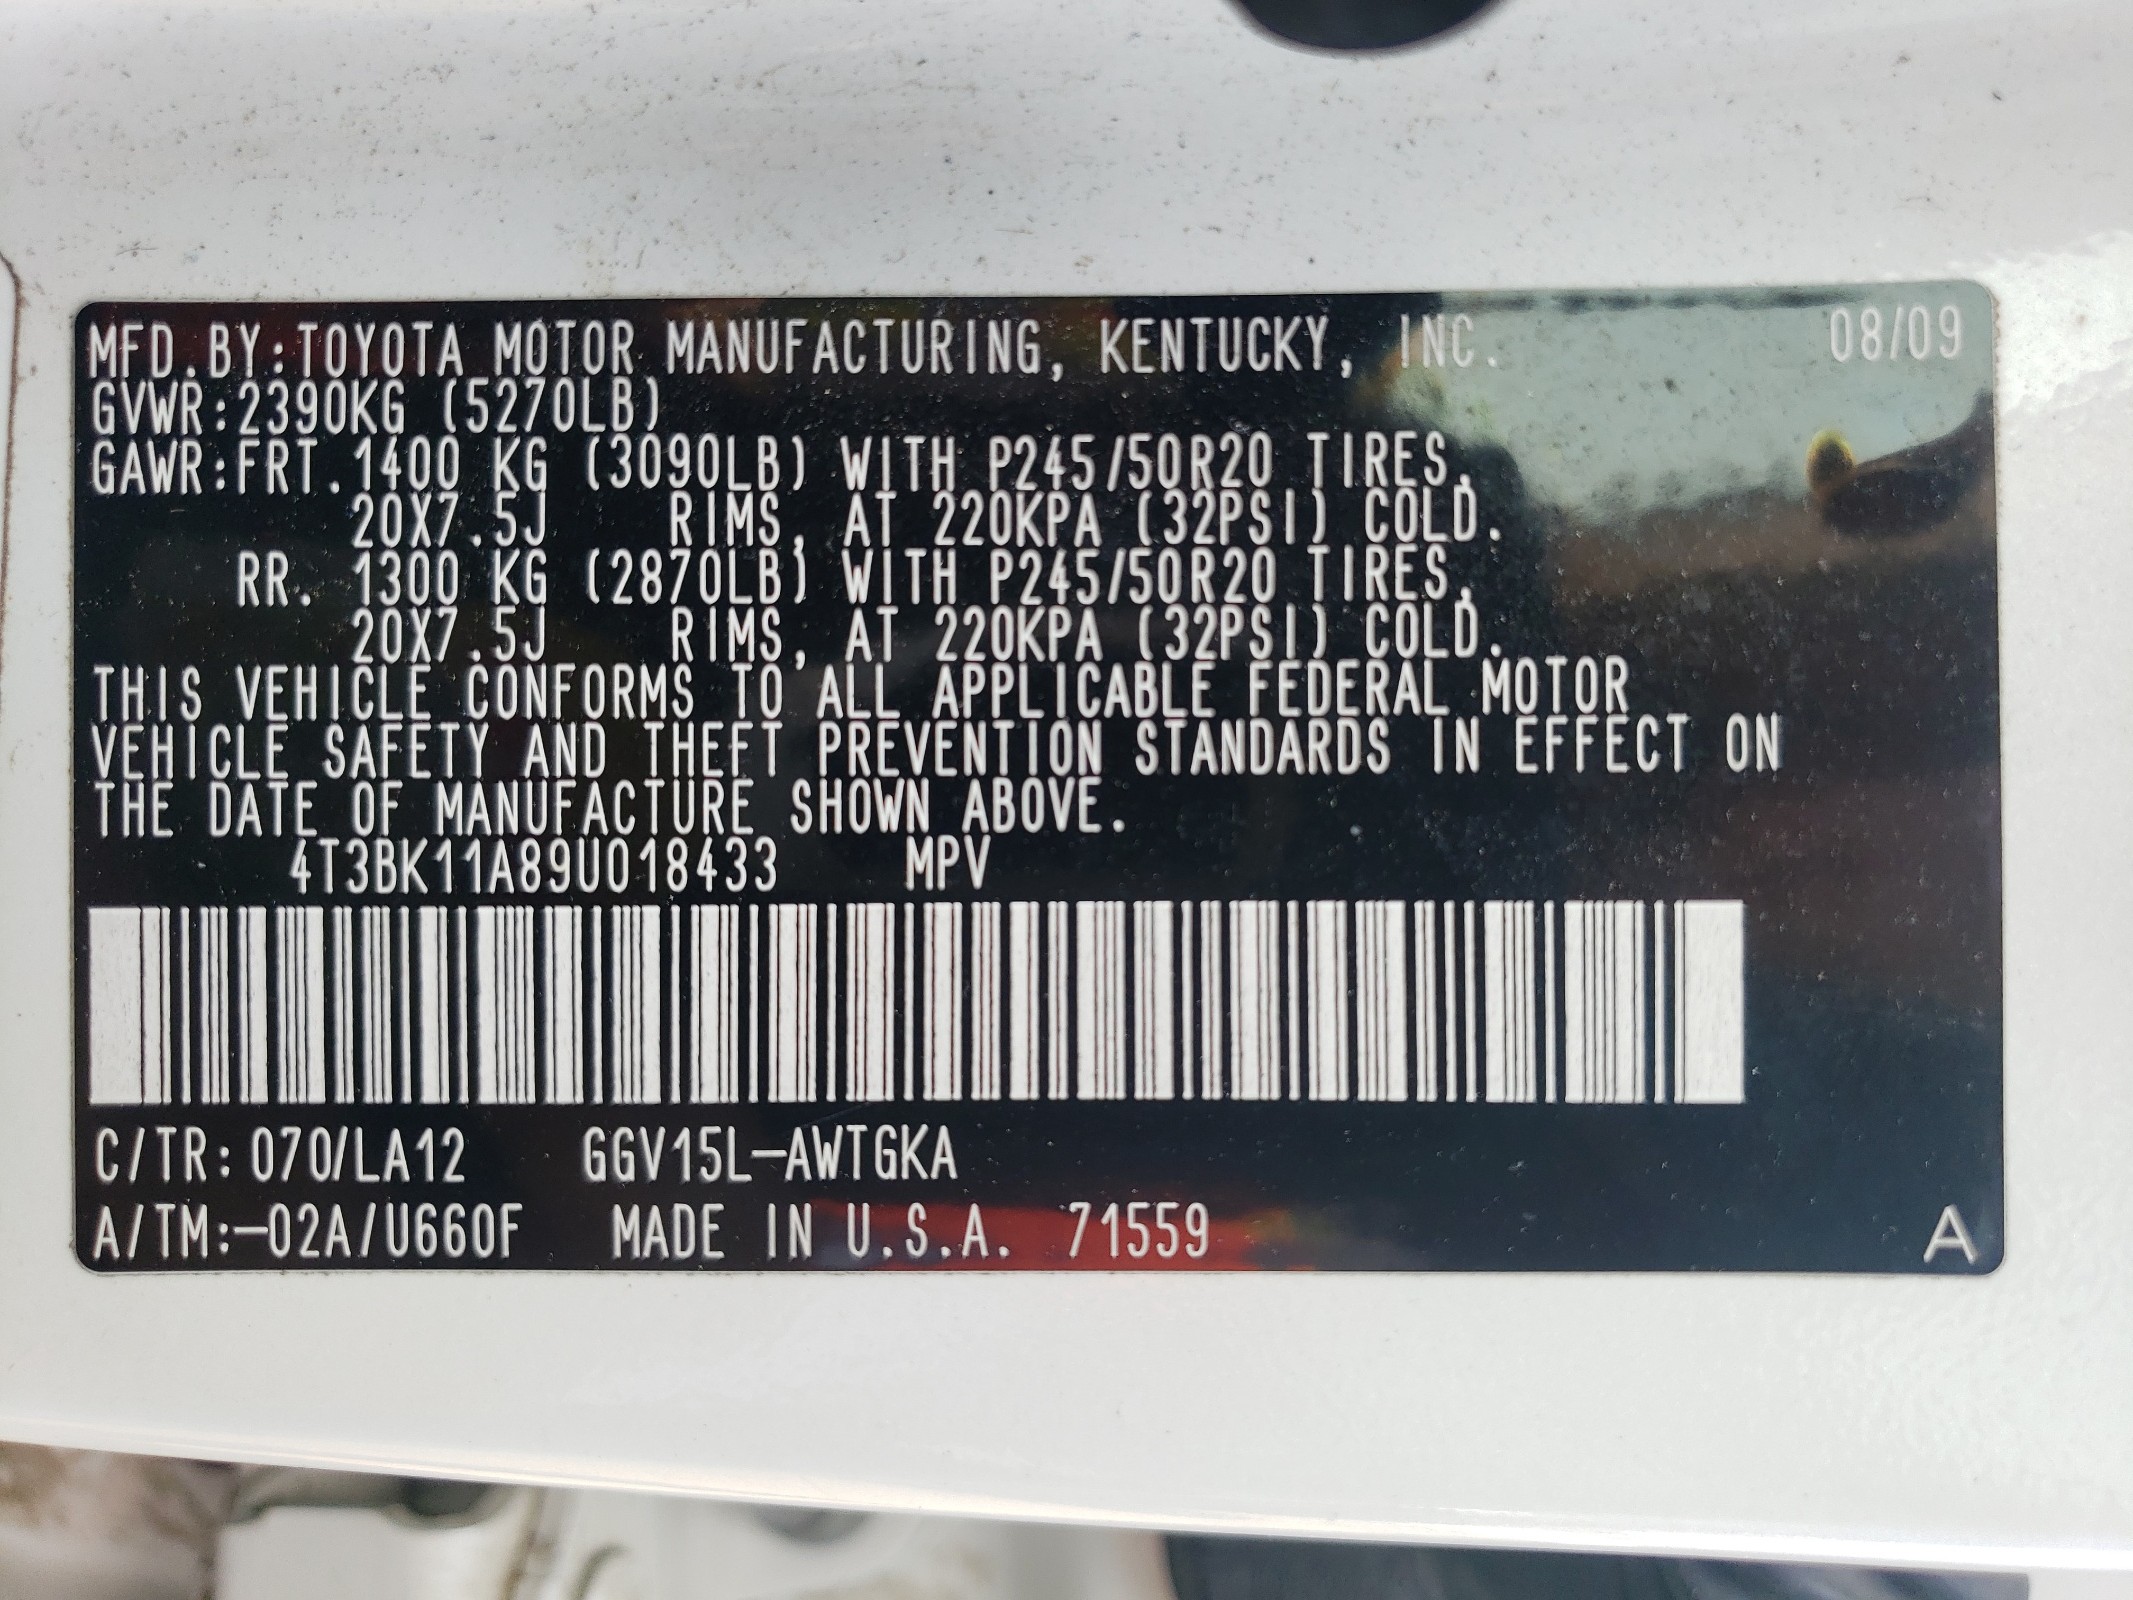 MFD.BY:TOYOTA MOTOR MANUFACTURING, KENTUCKY, INC. 08/09
GVWR:2390KG (5270LB)
GAWR:FRT.1400 KG (3090LB) WITH P245/50R20 TIRES,
20X7.5J RIMS, AT 220KPA (32PSI) COLD.
RR. 1300 KG (2870LB) WITH P245/50R20 TIRES,
20X7.5J RIMS, AT 220KPA (32PSI) COLD.
THIS VEHICLE CONFORMS TO ALL APPLICABLE FEDERAL MOTOR
VEHICLE SAFETY AND THEFT PREVENTION STANDARDS IN EFFECT ON
THE DATE OF MANUFACTURE SHOWN ABOVE.
4T3BK11A89U018433 MPV
C/TR: 070/LA12 GGV15L-AWTGKA
A/TM:-02A/U660F MADE IN U.S.A. 71559 A